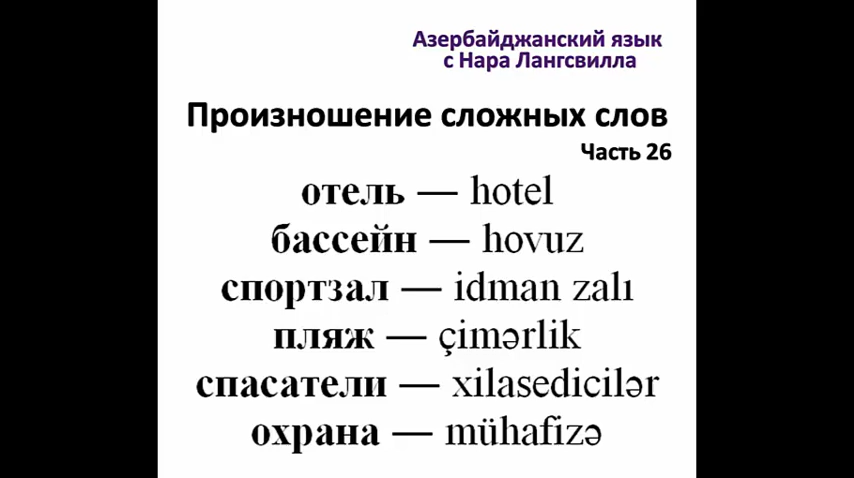 Азербайджанский язык
с Нара Лангсвилла
Произношение сложных слов
Часть 26
отель — hotel
бассейн — hovuz
спортзал — idman zalı
пляж — çimərlik
спасатели — xilasedicilər
охрана — mühafizə